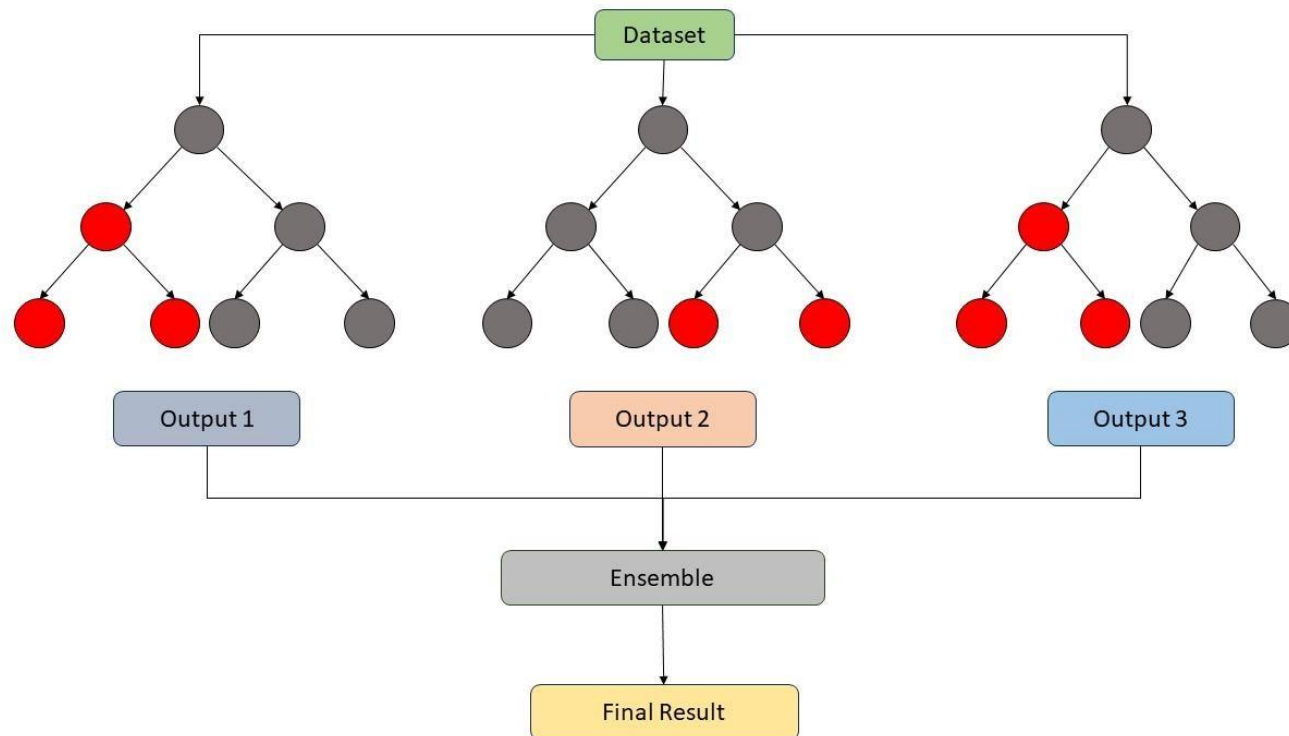 Dataset
Output 1
Output 2
Output 3
Ensemble
Final Result